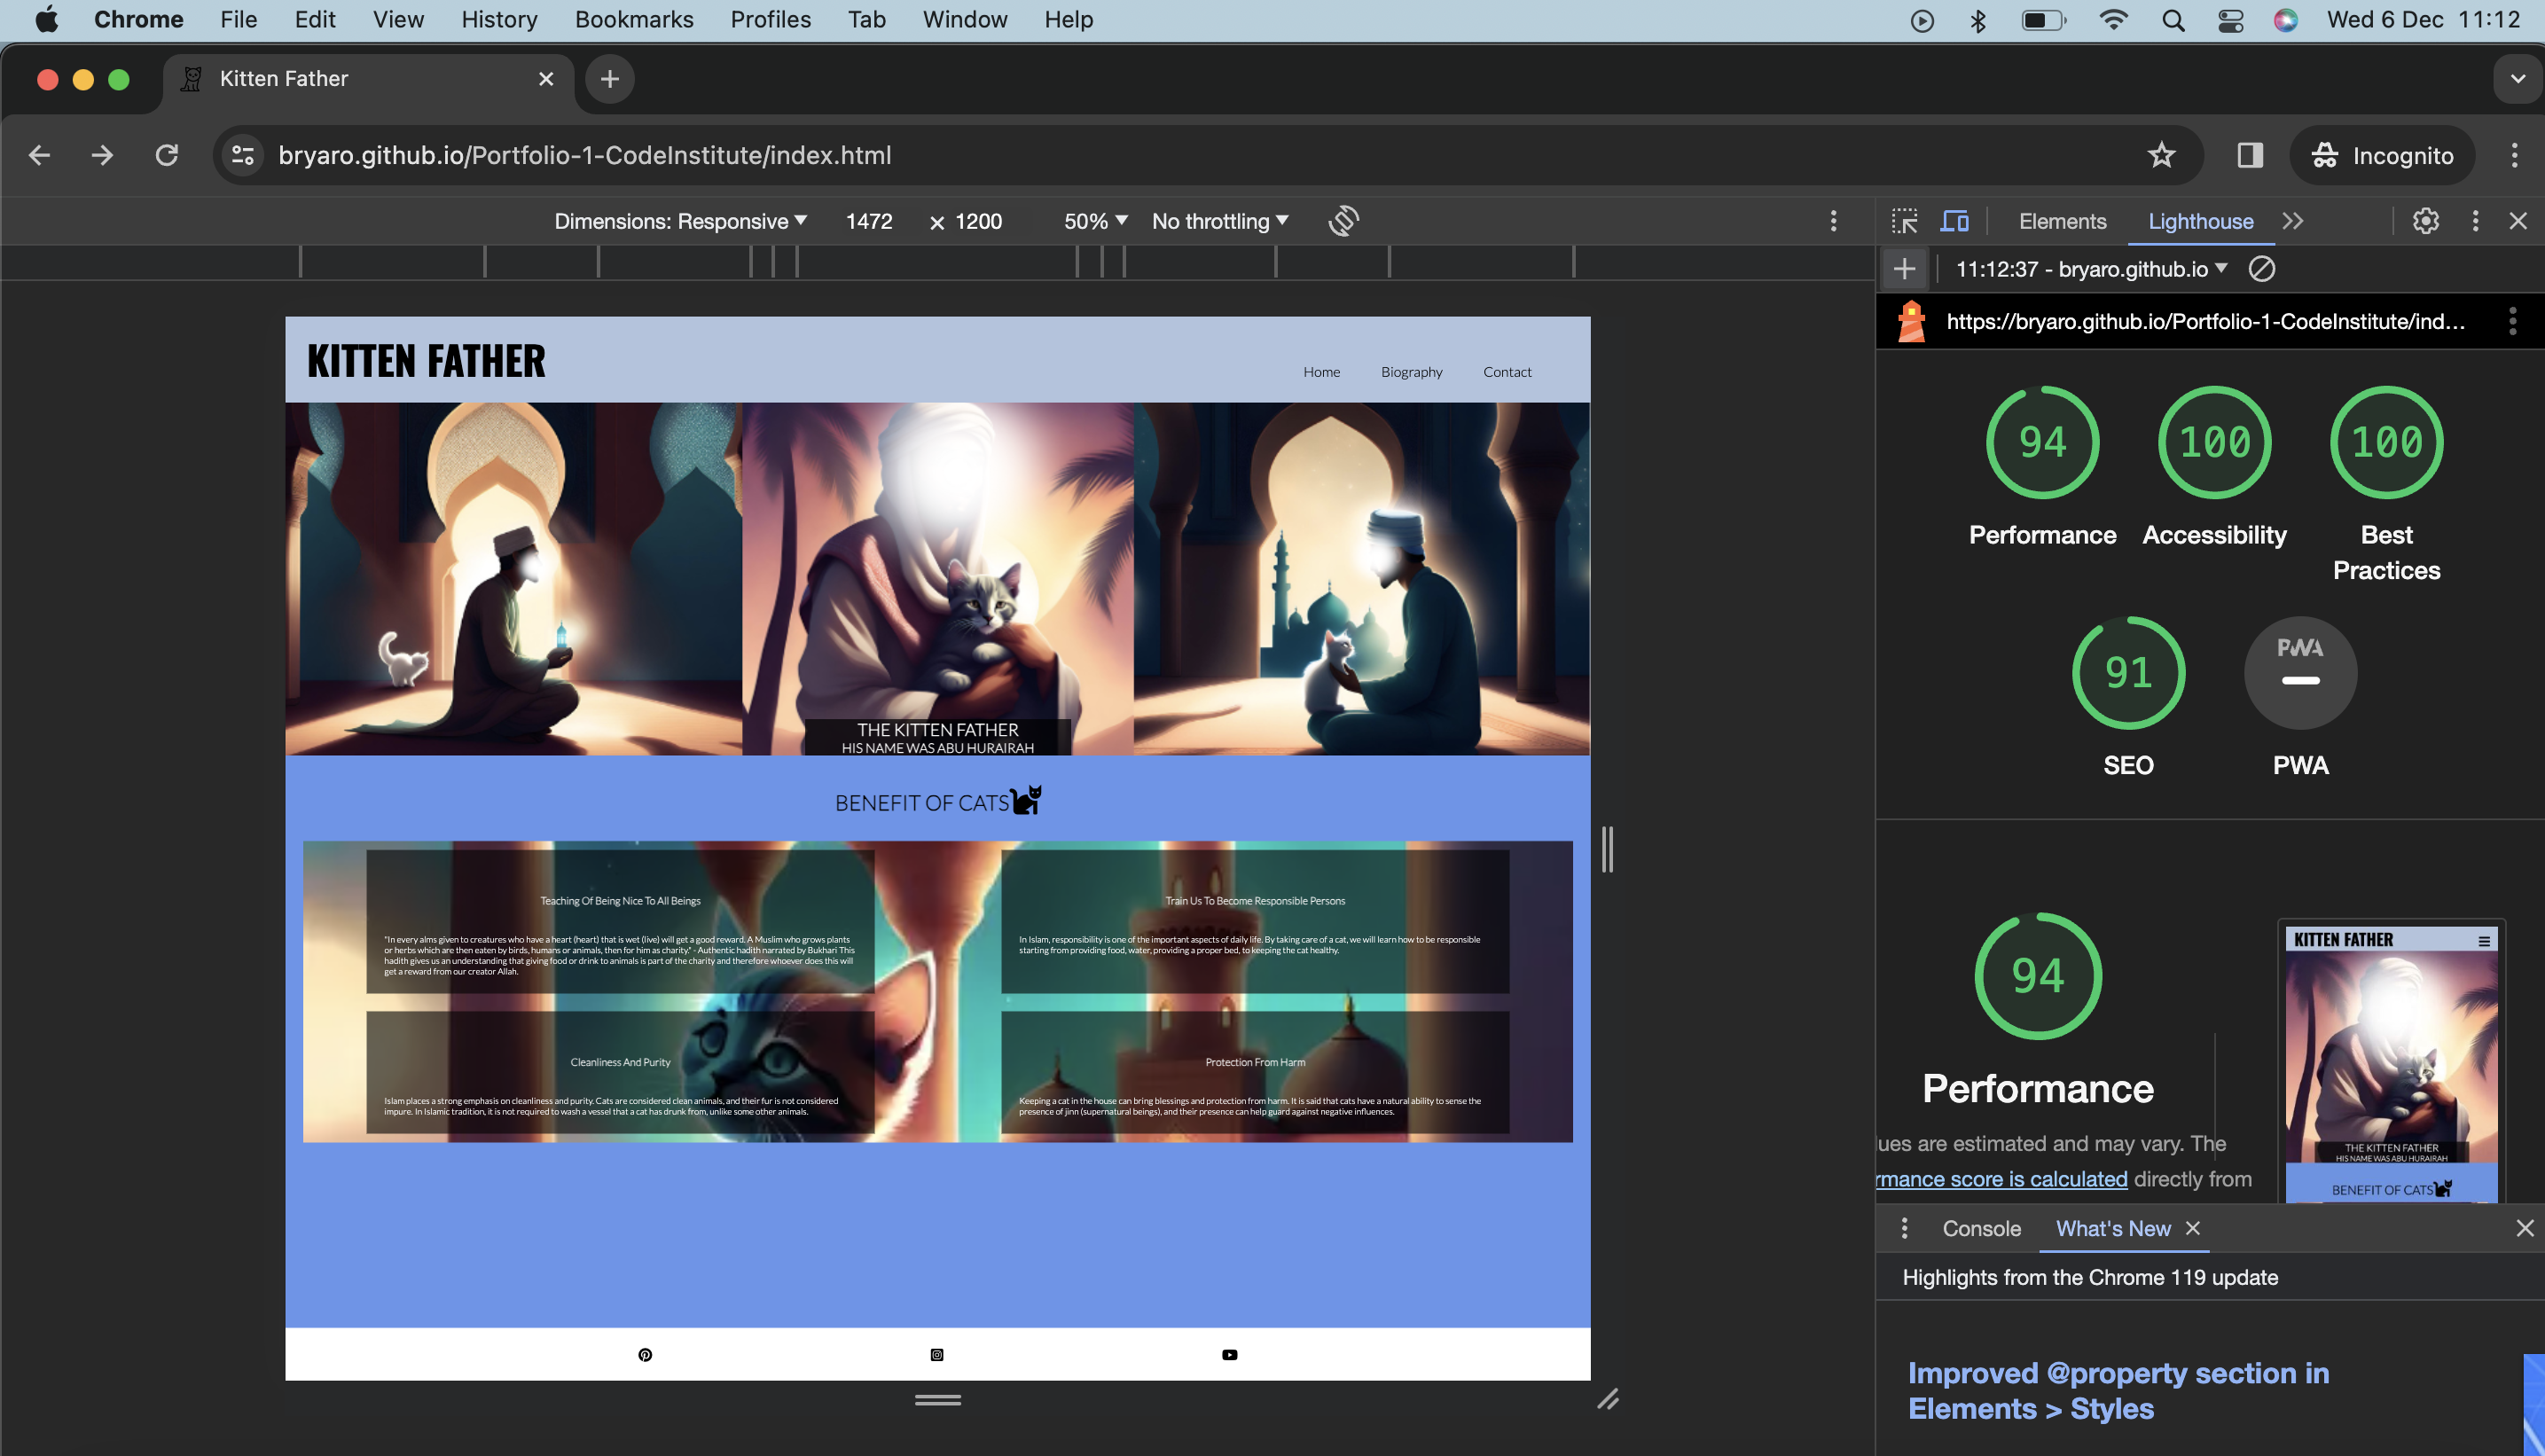 Chrome File Edit View History Bookmarks Profiles Tab Window Help Wed 6 Dec 11:12
Kitten Father
bryaro.github.io/Portfolio-1-CodeInstitute/index.html Incognito
Dimensions: Responsive 1472 × 1200 50% No throttling
Elements Lighthouse
11:12:37 - bryaro.github.io
https://bryaro.github.io/Portfolio-1-CodeInstitute/ind...
KITTEN FATHER
Home Biography Contact
THE KITTEN FATHER
HIS NAME WAS ABU HURAIRAH
BENEFIT OF CATS
Teaching Of Being Nice To All Beings
"In every alms given to creatures who have a heart (heart) that is wet (live) will get a good reward. A Muslim who grows plants
or herbs which are then eaten by birds, humans or animals, then for him as charity." - Authentic hadith narrated by Bukhari This
hadith gives us an understanding that giving food or drink to animals is part of the charity and therefore whoever does this will
get a reward from our creator Allah.
Train Us To Become Responsible Persons
In Islam, responsibility is one of the important aspects of daily life. By taking care of a cat, we will learn how to be responsible
starting from providing food, water, providing a proper bed, to keeping the cat healthy.
Cleanliness And Purity
Islam places a strong emphasis on cleanliness and purity. Cats are considered clean animals, and their fur is not considered
impure. In Islamic tradition, it is not required to wash a vessel that a cat has drunk from, unlike some other animals.
Protection From Harm
Keeping a cat in the house can bring blessings and protection from harm. It is said that cats have a natural ability to sense the
presence of jinn (supernatural beings), and their presence can help guard against negative influences.
94 100 100
Performance Accessibility Best
Practices
91 PWA
SEO PWA
94
Performance
lues are estimated and may vary. The
rmance score is calculated directly from
KITTEN FATHER
THE KITTEN FATHER
HIS NAME WAS ABU HURAIRAH
BENEFIT OF CATS
Console What's New
Highlights from the Chrome 119 update
Improved @property section in
Elements > Styles